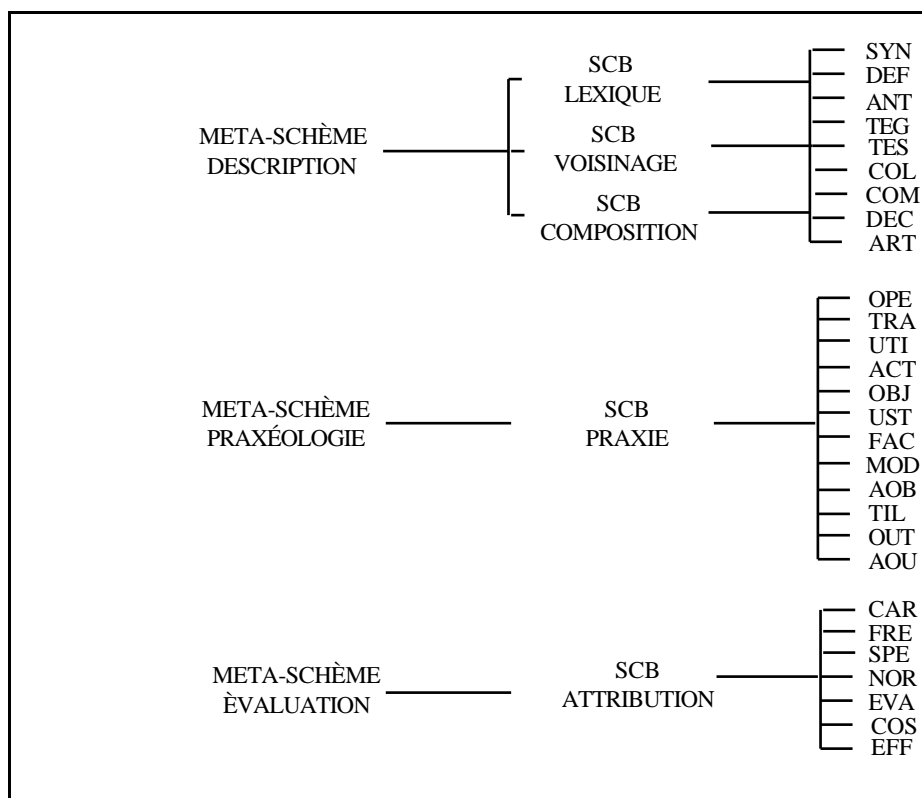 META-SCHÈME
DESCRIPTION
SCB
LEXIQUE
SCB
VOISINAGE
SCB
COMPOSITION
SYN
DEF
ANT
TEG
TES
COL
COM
DEC
ART
META-SCHÈME
PRAXÉOLOGIE
SCB
PRAXIE
OPE
TRA
UTI
ACT
OBJ
UST
FAC
MOD
AOB
TIL
OUT
AOU
META-SCHÈME
ÈVALUATION
SCB
ATTRIBUTION
CAR
FRE
SPE
NOR
EVA
COS
EFF